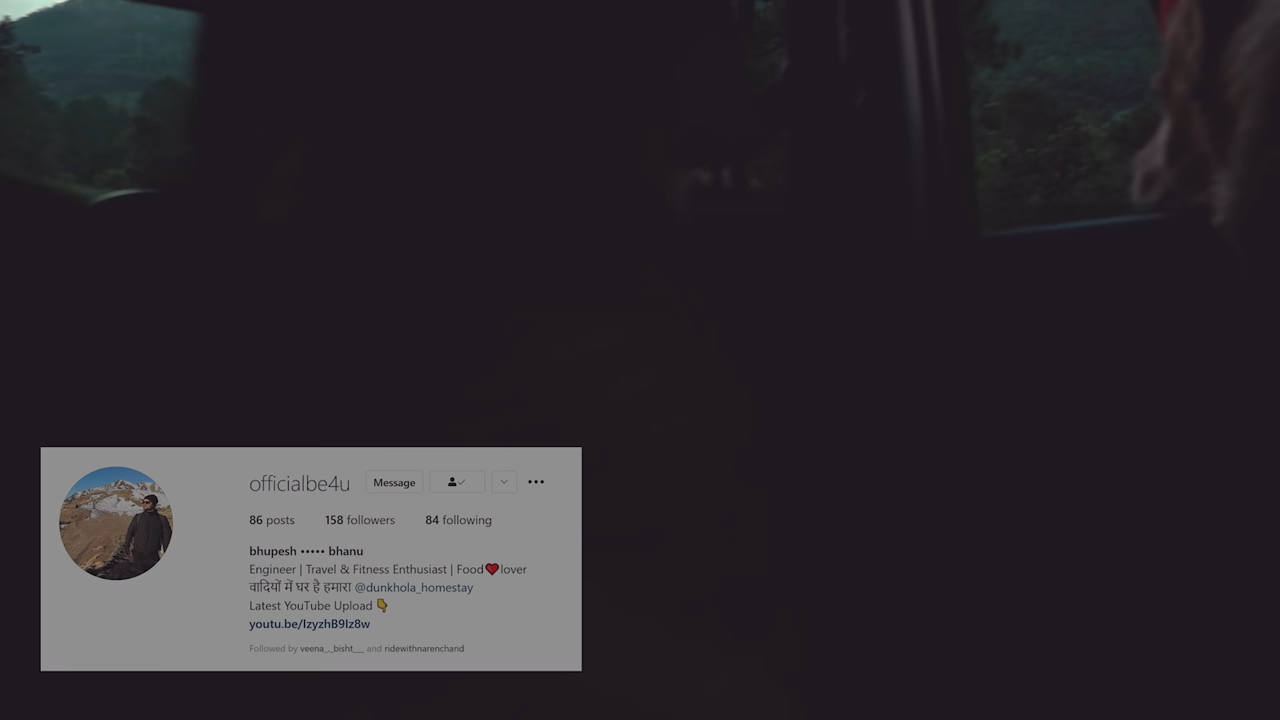 officialbe4u Message
86 posts 158 followers 84 following
bhupesh ••••• bhanu
Engineer | Travel & Fitness Enthusiast | Food❤️lover
वादियों में घर है हमारा @dunkhola_homestay
Latest YouTube Upload 👇
youtu.be/IzyzhB9Iz8w
Followed by veena_._bisht___ and ridewithnarenchand